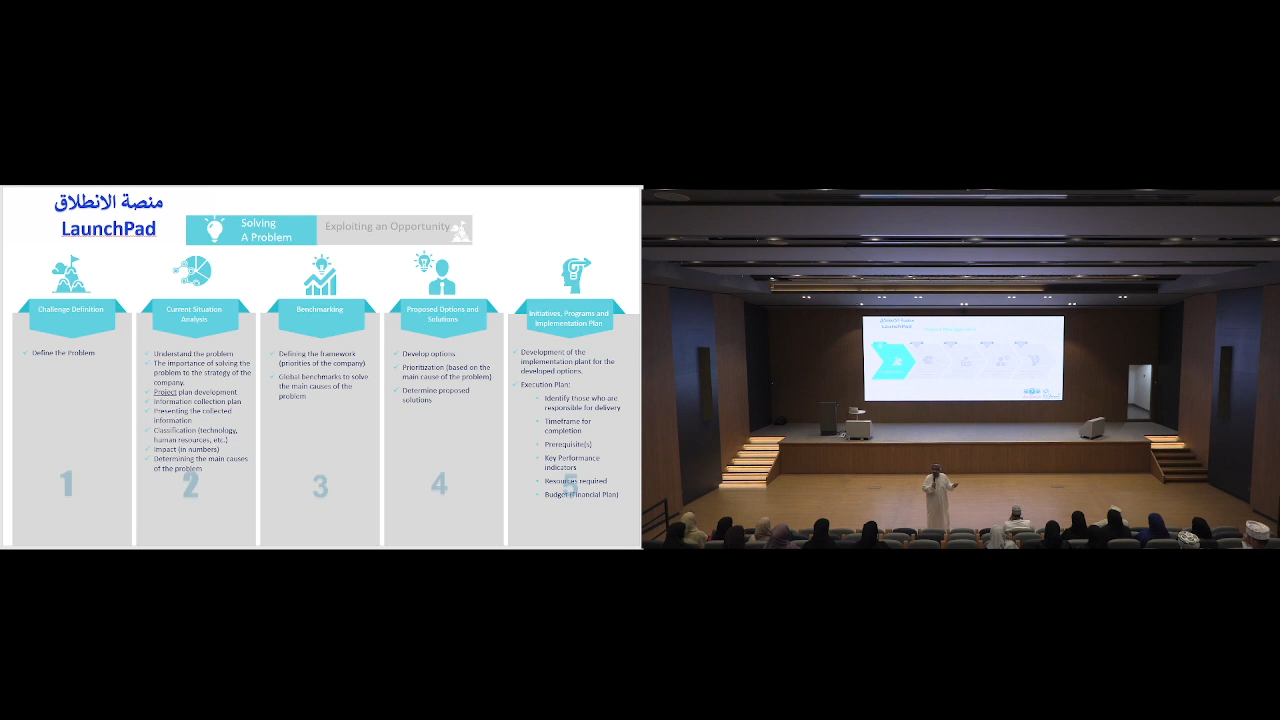 منصة الانطلاق
LaunchPad
Solving
A Problem
Exploiting an Opportunity
Challenge Definition
Define the Problem
1
Current Situation
Analysis
Understand the problem
The importance of solving the
problem to the strategy of the
company.
Project plan development
Information collection plan
Presenting the collected
information
Classification (technology,
human resources, etc.)
Impact (in numbers)
Determining the main causes
of the problem
2
Benchmarking
Defining the framework
(priorities of the company)
Global benchmarks to solve
the main causes of the
problem
3
Proposed Options and
Solutions
Develop options
Prioritization (based on the
main cause of the problem)
Determine proposed
solutions
4
Initiatives, Programs and
Implementation Plan
Development of the
implementation plant for the
developed options.
Execution Plan:
Identify those who are
responsible for delivery
Timeframe for
completion
Prerequisite(s)
Key Performance
indicators
Resources required
Budget (Financial Plan)
5
منصة الانطلاق
LaunchPad